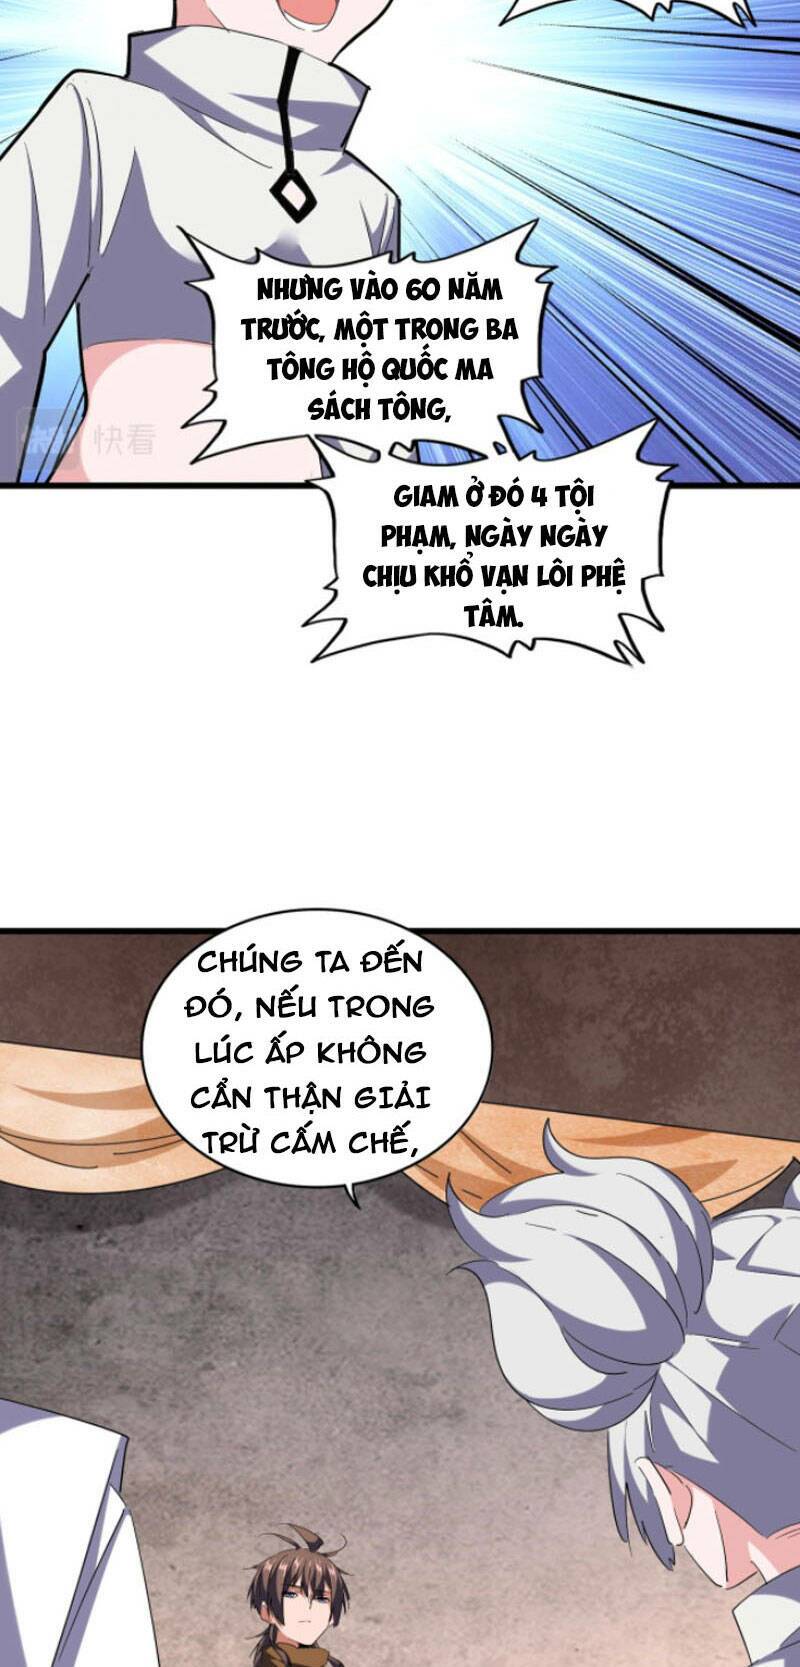 NHƯNG VÀO 60 NĂM
TRƯỚC, MỘT TRONG BA
TÔNG HỘ QUỐC MA
SÁCH TÔNG,
快看
GIAM Ở ĐÓ 4 TỘI
PHẠM, NGÀY NGÀY
CHỊU KHỔ VẠN LÔI PHỆ
TÂM.
CHÚNG TA ĐẾN
ĐÓ, NẾU TRONG
LÚC ẤP KHÔNG
CẨN THẬN GIẢI
TRỪ CẤM CHẾ,